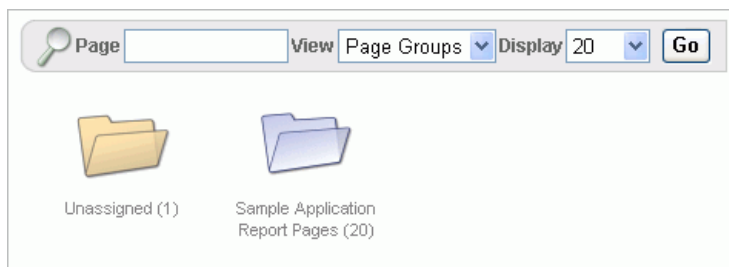 Page View Page Groups Display 20 Go
Unassigned (1)
Sample Application
Report Pages (20)